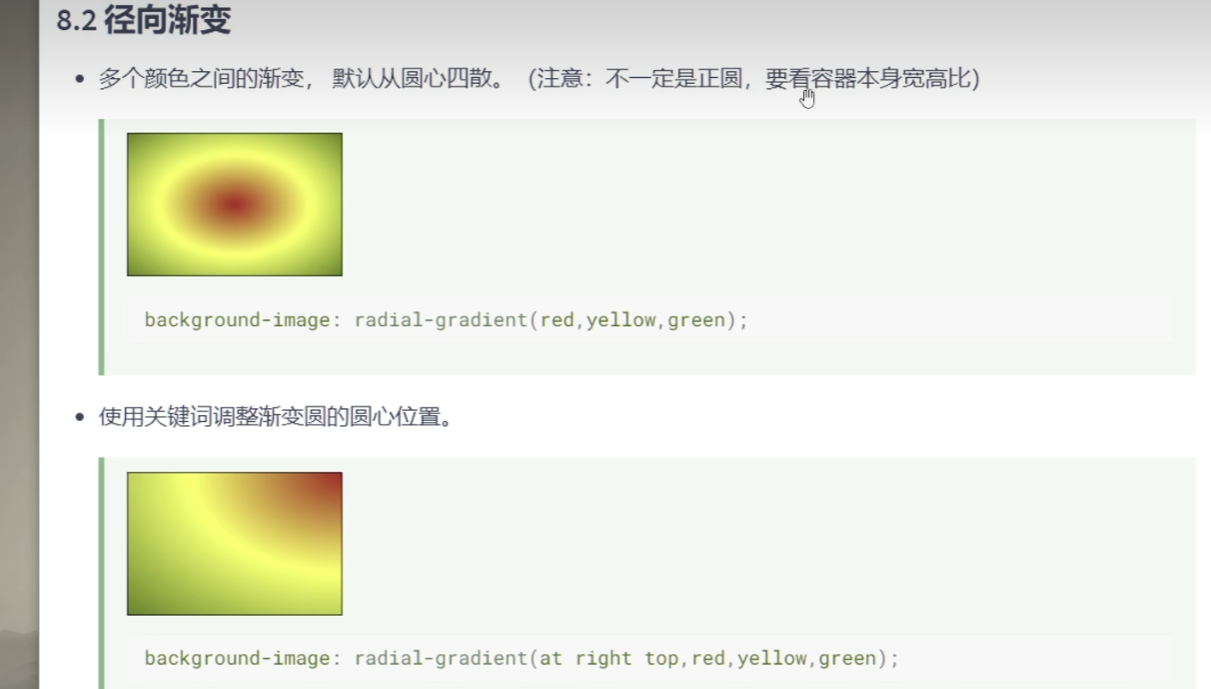 8.2 径向渐变
多个颜色之间的渐变， 默认从圆心四散。（注意：不一定是正圆，要看容器本身宽高比）
background-image: radial-gradient(red,yellow,green);
使用关键词调整渐变圆的圆心位置。
background-image: radial-gradient(at right top,red,yellow,green);